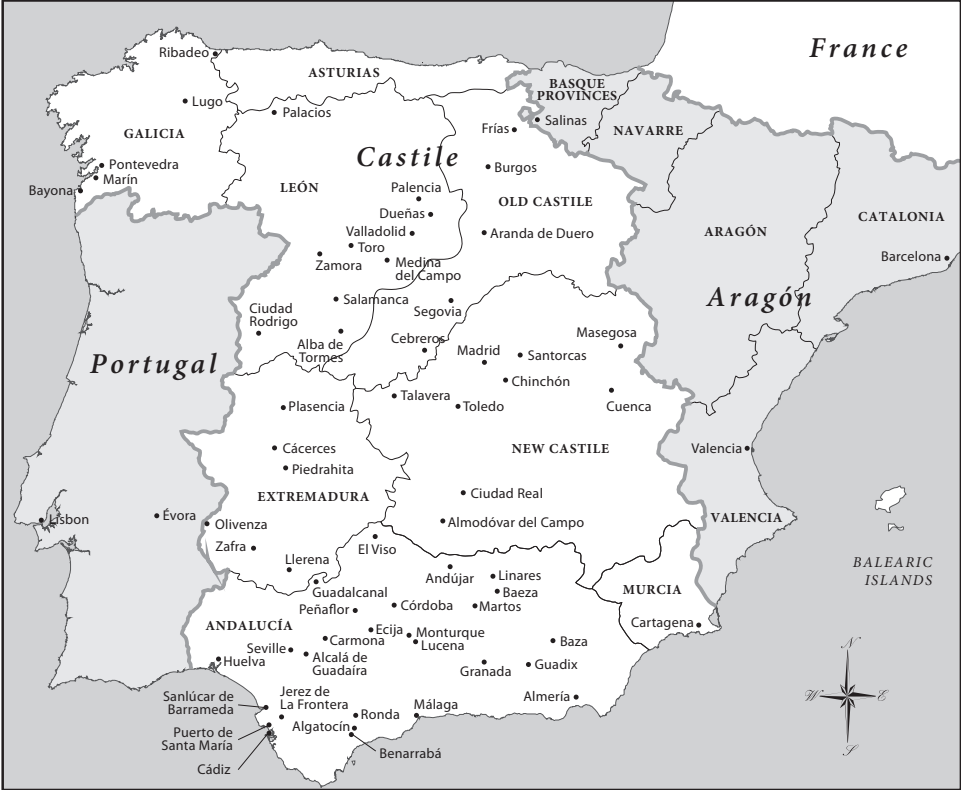 France
Ribadeo
ASTURIAS
BASQUE
PROVINCES
Lugo
Palacios
Salinas
GALICIA
Frías
NAVARRE
Castile
Pontevedra
Burgos
Marín
Bayona
LEÓN
Palencia
OLD CASTILE
Dueñas
CATALONIA
Valladolid
Aranda de Duero
ARAGÓN
Toro
Zamora
Medina
del Campo
Barcelona
Salamanca
Aragón
Ciudad
Rodrigo
Segovia
Alba de
Tormes
Cebreros
Masegosa
Madrid
Santorcas
Portugal
Chinchón
Talavera
Plasencia
Toledo
Cuenca
Cácerces
NEW CASTILE
Valencia
Piedrahita
EXTREMADURA
Ciudad Real
Lisbon
Évora
Olivenza
Almodóvar del Campo
VALENCIA
Zafra
El Viso
Llerena
BALEARIC
ISLANDS
Andújar
Linares
Guadalcanal
Baeza
MURCIA
Peñaflor
Córdoba
Martos
ANDALUCÍA
Ecija
Monturque
Cartagena
Carmona
Lucena
Baza
Seville
Huelva
Alcalá de
Guadaíra
Granada
Guadix
N
Sanlúcar de
Barrameda
Jerez de
La Frontera
Málaga
Almería
W
E
Ronda
Algatocín
Puerto de
Santa María
Benarrabá
S
Cádiz